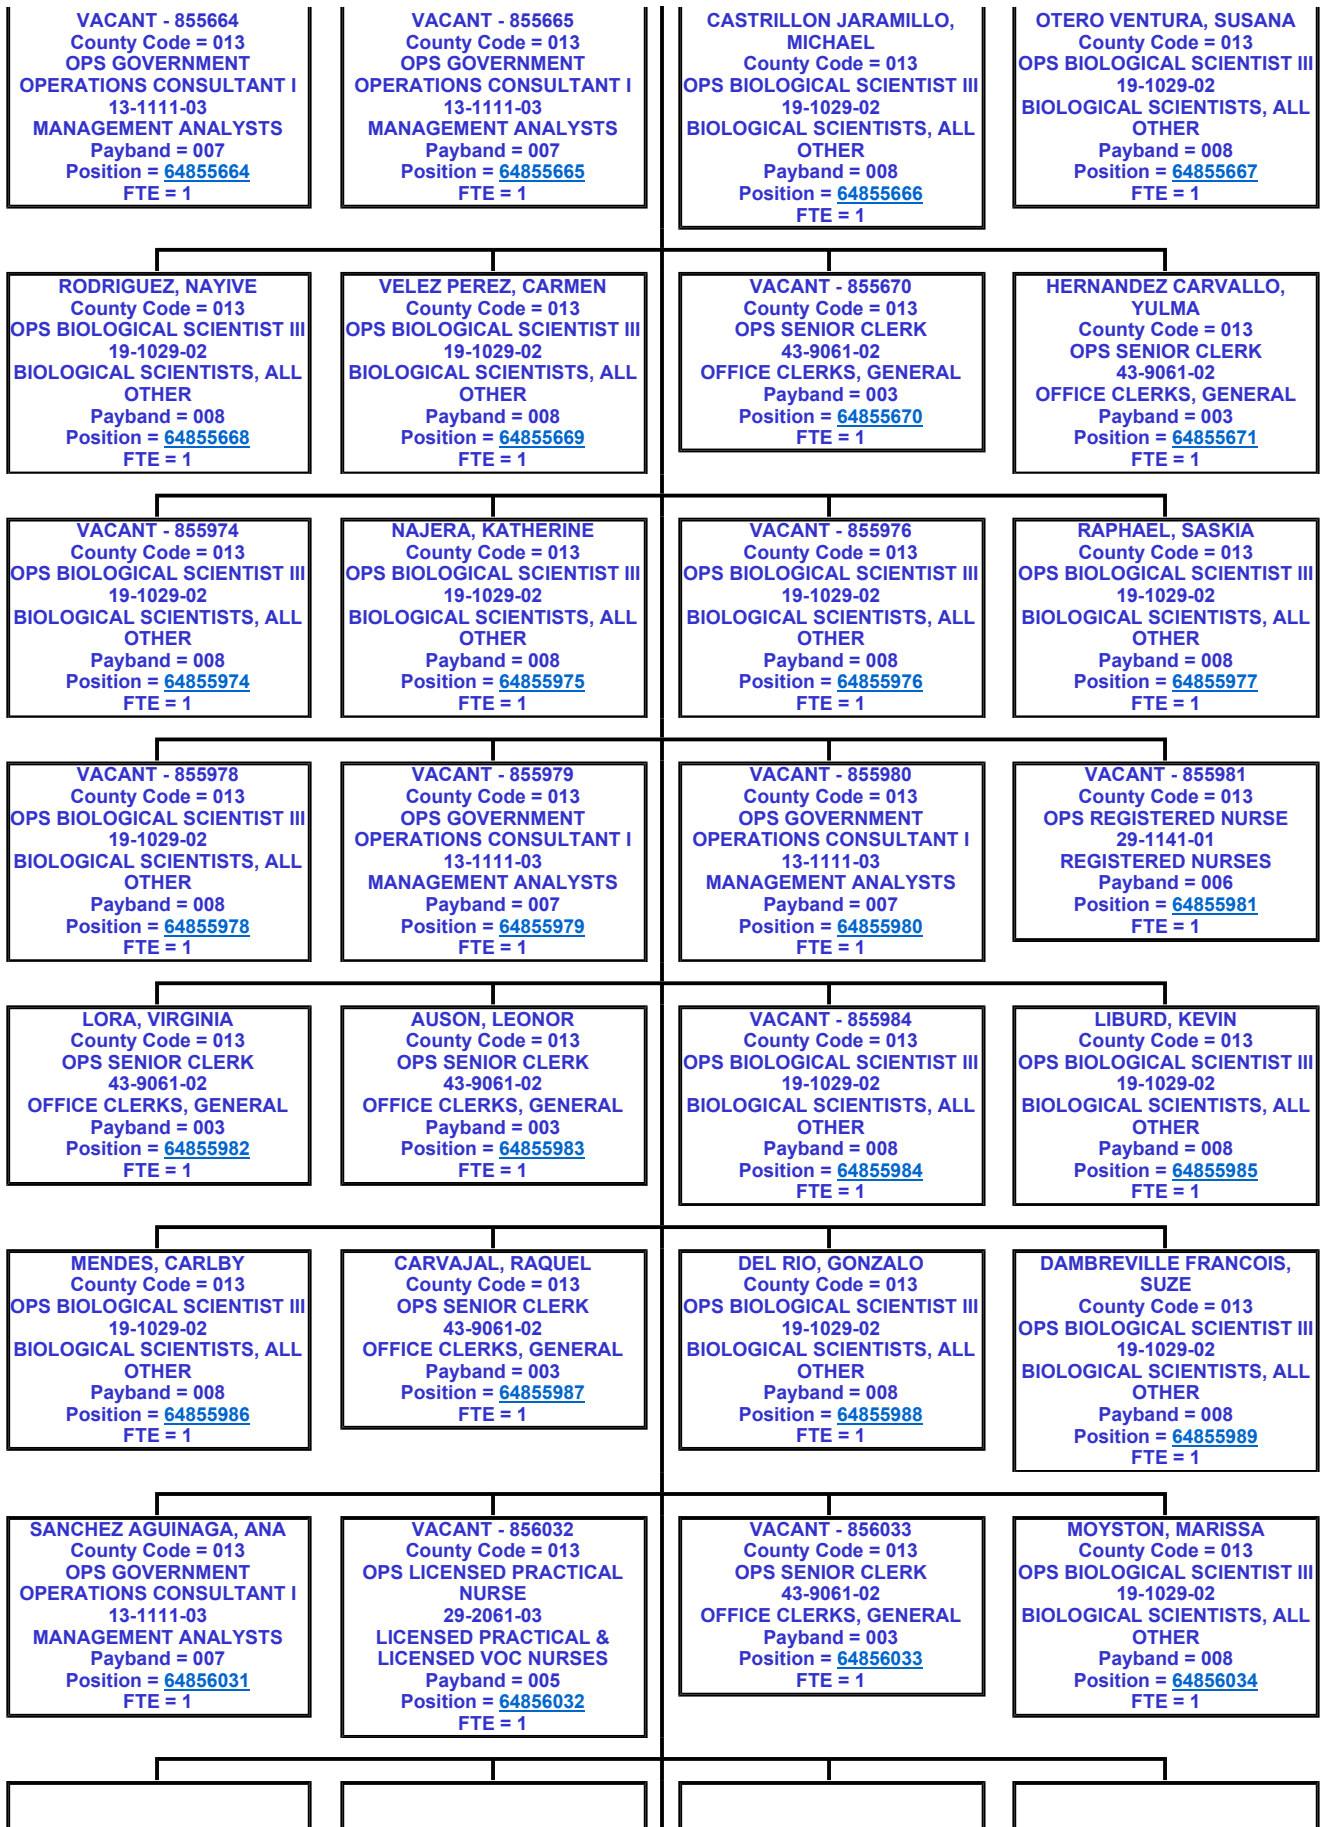 VACANT - 855664
County Code = 013
OPS GOVERNMENT
OPERATIONS CONSULTANT I
13-1111-03
MANAGEMENT ANALYSTS
Payband = 007
Position = 64855664
FTE = 1
VACANT - 855665
County Code = 013
OPS GOVERNMENT
OPERATIONS CONSULTANT I
13-1111-03
MANAGEMENT ANALYSTS
Payband = 007
Position = 64855665
FTE = 1
CASTRILLON JARAMILLO,
MICHAEL
County Code = 013
OPS BIOLOGICAL SCIENTIST III
19-1029-02
BIOLOGICAL SCIENTISTS, ALL
OTHER
Payband = 008
Position = 64855666
FTE = 1
OTERO VENTURA, SUSANA
County Code = 013
OPS BIOLOGICAL SCIENTIST III
19-1029-02
BIOLOGICAL SCIENTISTS, ALL
OTHER
Payband = 008
Position = 64855667
FTE = 1
RODRIGUEZ, NAYIVE
County Code = 013
OPS BIOLOGICAL SCIENTIST III
19-1029-02
BIOLOGICAL SCIENTISTS, ALL
OTHER
Payband = 008
Position = 64855668
FTE = 1
VELEZ PEREZ, CARMEN
County Code = 013
OPS BIOLOGICAL SCIENTIST III
19-1029-02
BIOLOGICAL SCIENTISTS, ALL
OTHER
Payband = 008
Position = 64855669
FTE = 1
VACANT - 855670
County Code = 013
OPS SENIOR CLERK
43-9061-02
OFFICE CLERKS, GENERAL
Payband = 003
Position = 64855670
FTE = 1
HERNANDEZ CARVALLO,
YULMA
County Code = 013
OPS SENIOR CLERK
43-9061-02
OFFICE CLERKS, GENERAL
Payband = 003
Position = 64855671
FTE = 1
VACANT - 855974
County Code = 013
OPS BIOLOGICAL SCIENTIST III
19-1029-02
BIOLOGICAL SCIENTISTS, ALL
OTHER
Payband = 008
Position = 64855974
FTE = 1
NAJERA, KATHERINE
County Code = 013
OPS BIOLOGICAL SCIENTIST III
19-1029-02
BIOLOGICAL SCIENTISTS, ALL
OTHER
Payband = 008
Position = 64855975
FTE = 1
VACANT - 855976
County Code = 013
OPS BIOLOGICAL SCIENTIST III
19-1029-02
BIOLOGICAL SCIENTISTS, ALL
OTHER
Payband = 008
Position = 64855976
FTE = 1
RAPHAEL, SASKIA
County Code = 013
OPS BIOLOGICAL SCIENTIST III
19-1029-02
BIOLOGICAL SCIENTISTS, ALL
OTHER
Payband = 008
Position = 64855977
FTE = 1
VACANT - 855978
County Code = 013
OPS BIOLOGICAL SCIENTIST III
19-1029-02
BIOLOGICAL SCIENTISTS, ALL
OTHER
Payband = 008
Position = 64855978
FTE = 1
VACANT - 855979
County Code = 013
OPS GOVERNMENT
OPERATIONS CONSULTANT I
13-1111-03
MANAGEMENT ANALYSTS
Payband = 007
Position = 64855979
FTE = 1
VACANT - 855980
County Code = 013
OPS GOVERNMENT
OPERATIONS CONSULTANT I
13-1111-03
MANAGEMENT ANALYSTS
Payband = 007
Position = 64855980
FTE = 1
VACANT - 855981
County Code = 013
OPS REGISTERED NURSE
29-1141-01
REGISTERED NURSES
Payband = 006
Position = 64855981
FTE = 1
LORA, VIRGINIA
County Code = 013
OPS SENIOR CLERK
43-9061-02
OFFICE CLERKS, GENERAL
Payband = 003
Position = 64855982
FTE = 1
AUSON, LEONOR
County Code = 013
OPS SENIOR CLERK
43-9061-02
OFFICE CLERKS, GENERAL
Payband = 003
Position = 64855983
FTE = 1
VACANT - 855984
County Code = 013
OPS BIOLOGICAL SCIENTIST III
19-1029-02
BIOLOGICAL SCIENTISTS, ALL
OTHER
Payband = 008
Position = 64855984
FTE = 1
LIBURD, KEVIN
County Code = 013
OPS BIOLOGICAL SCIENTIST III
19-1029-02
BIOLOGICAL SCIENTISTS, ALL
OTHER
Payband = 008
Position = 64855985
FTE = 1
MENDES, CARLBY
County Code = 013
OPS BIOLOGICAL SCIENTIST III
19-1029-02
BIOLOGICAL SCIENTISTS, ALL
OTHER
Payband = 008
Position = 64855986
FTE = 1
CARVAJAL, RAQUEL
County Code = 013
OPS SENIOR CLERK
43-9061-02
OFFICE CLERKS, GENERAL
Payband = 003
Position = 64855987
FTE = 1
DEL RIO, GONZALO
County Code = 013
OPS BIOLOGICAL SCIENTIST III
19-1029-02
BIOLOGICAL SCIENTISTS, ALL
OTHER
Payband = 008
Position = 64855988
FTE = 1
DAMBREVILLE FRANCOIS,
SUZE
County Code = 013
OPS BIOLOGICAL SCIENTIST III
19-1029-02
BIOLOGICAL SCIENTISTS, ALL
OTHER
Payband = 008
Position = 64855989
FTE = 1
SANCHEZ AGUINAGA, ANA
County Code = 013
OPS GOVERNMENT
OPERATIONS CONSULTANT I
13-1111-03
MANAGEMENT ANALYSTS
Payband = 007
Position = 64856031
FTE = 1
VACANT - 856032
County Code = 013
OPS LICENSED PRACTICAL
NURSE
29-2061-03
LICENSED PRACTICAL &
LICENSED VOC NURSES
Payband = 005
Position = 64856032
FTE = 1
VACANT - 856033
County Code = 013
OPS SENIOR CLERK
43-9061-02
OFFICE CLERKS, GENERAL
Payband = 003
Position = 64856033
FTE = 1
MOYSTON, MARISSA
County Code = 013
OPS BIOLOGICAL SCIENTIST III
19-1029-02
BIOLOGICAL SCIENTISTS, ALL
OTHER
Payband = 008
Position = 64856034
FTE = 1